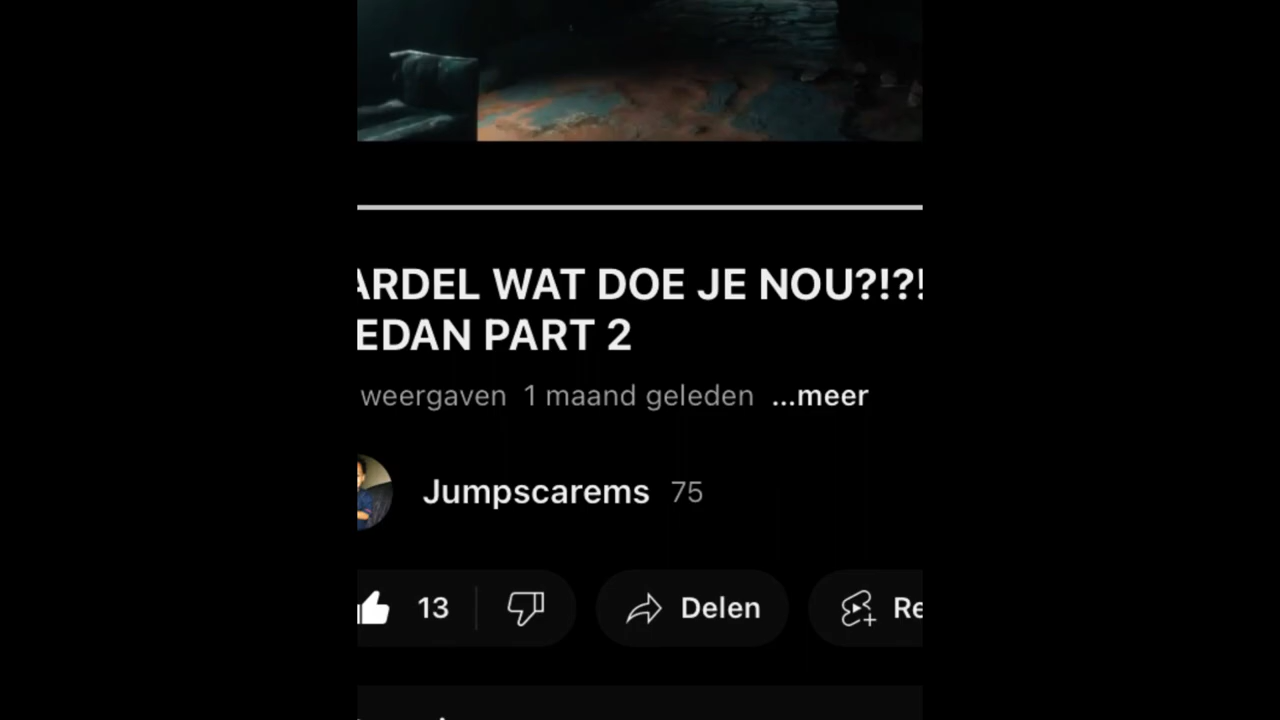 ARDEL WAT DOE JE NOU?!?!
EDAN PART 2
weergaven 1 maand geleden ...meer
Jumpscarems 75
13 Delen Re